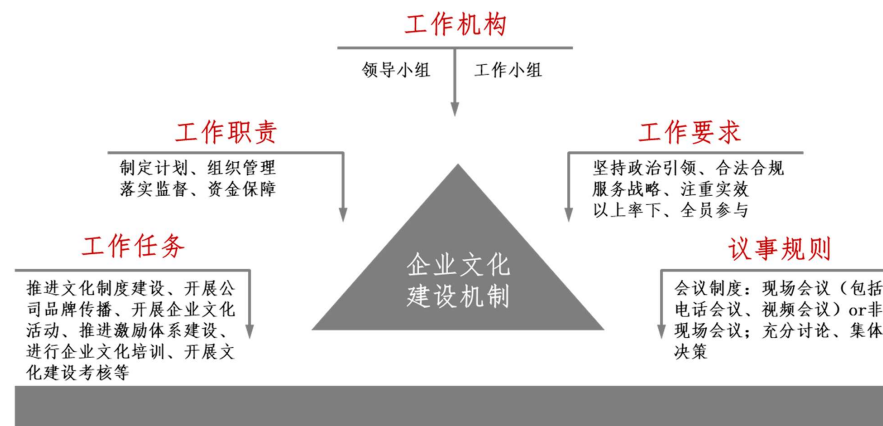 工作机构
领导小组
工作小组
工作职责
制定计划、组织管理
落实监督、资金保障
工作要求
坚持政治引领、合法合规
服务战略、注重实效
以上率下、全员参与
工作任务
推进文化制度建设、开展公
司品牌传播、开展企业文化
活动、推进激励体系建设、
进行企业文化培训、开展文
化建设考核等
企业文化
建设机制
议事规则
会议制度：现场会议（包括
电话会议、视频会议）or非
现场会议；充分讨论、集体
决策